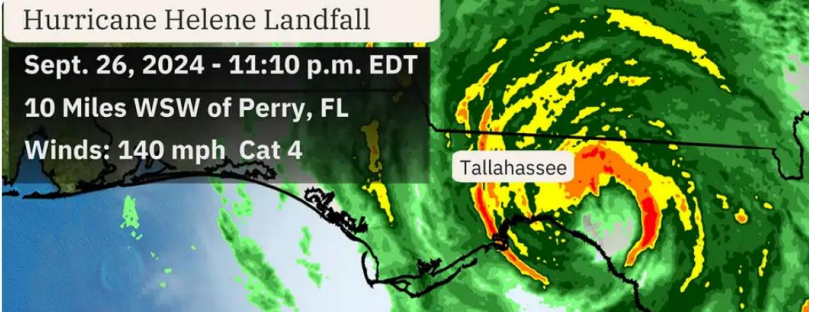 Hurricane Helene Landfall
Sept. 26, 2024 - 11:10 p.m. EDT
10 Miles WSW of Perry, FL
Winds: 140 mph Cat 4
Tallahassee